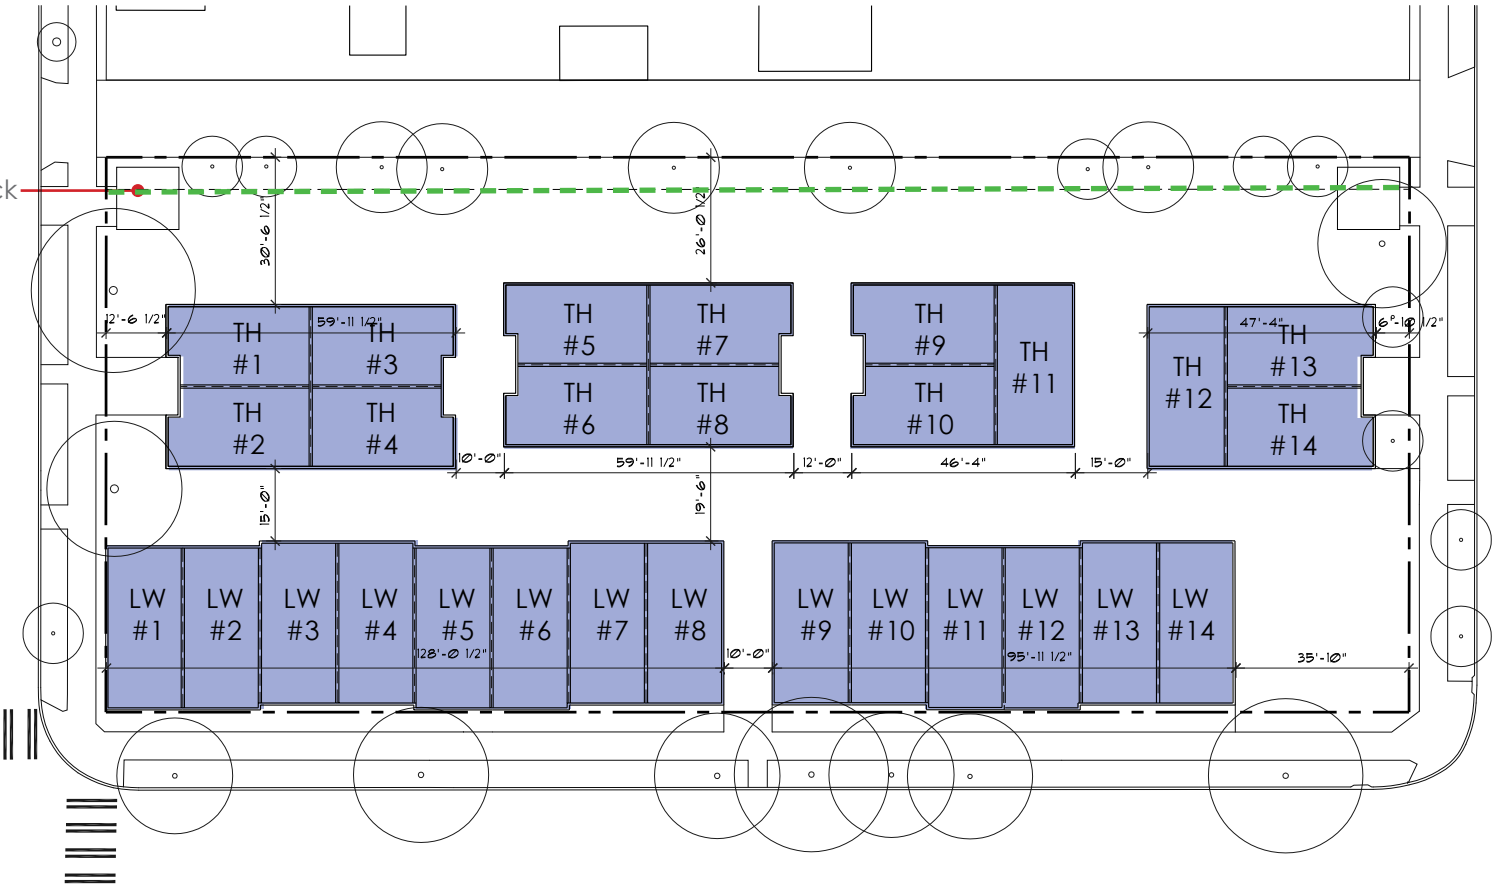 ck
30'-6 1/2"
26'-0 1/2"
12'-6 1/2"
59'-11 1/2"
47'-4"
TH
#1
TH
#3
TH
#2
TH
#4
TH
#5
TH
#7
TH
#6
TH
#8
TH
#9
TH
#10
TH
#11
TH
#12
TH
#13
TH
#14
10'-0"
59'-11 1/2"
12'-0"
46'-4"
15'-0"
15'-0"
19'-6"
LW
#1
LW
#2
LW
#3
LW
#4
LW
#5
LW
#6
LW
#7
LW
#8
LW
#9
LW
#10
LW
#11
LW
#12
LW
#13
LW
#14
128'-0 1/2"
10'-0"
95'-11 1/2"
35'-10"